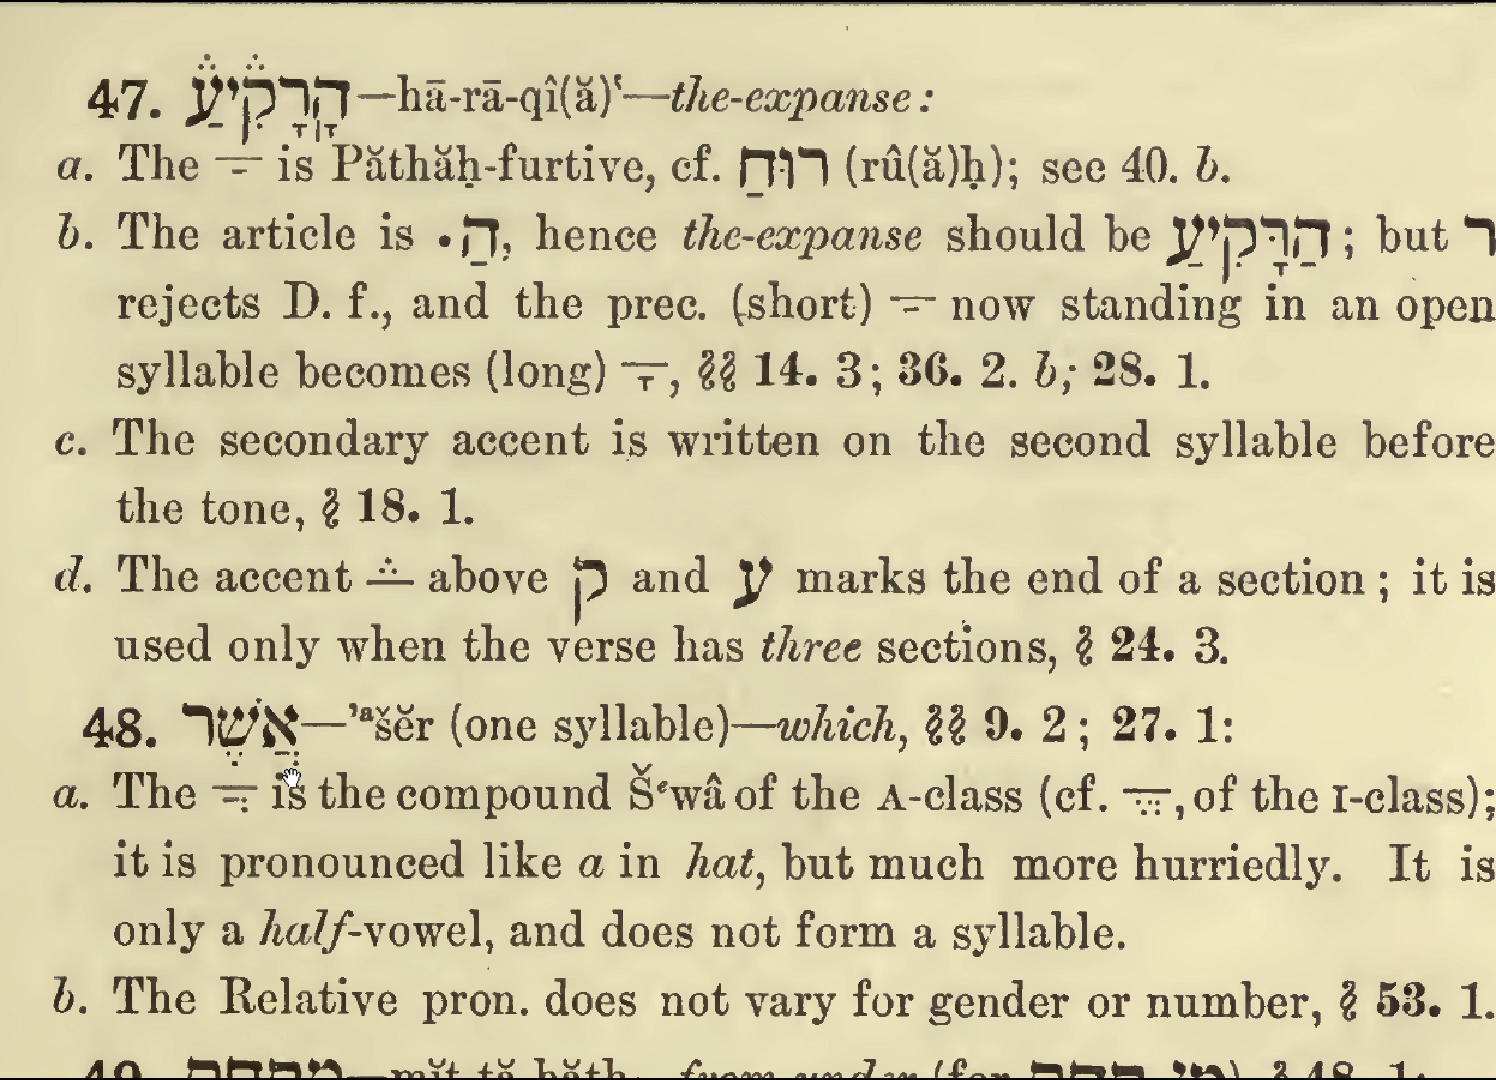 47. הָֽרָקִ֔יעַ֔—hā-rā-qî(ă)ʿ—the-expanse:
a. The ַ is Păthăḥ-furtive, cf. רוּחַ (rû(ă)ḥ); see 40. b.
b. The article is הַ ּ, hence the-expanse should be הַרָּקִיעַ; but ר
rejects D. f., and the prec. (short) ַ now standing in an open
syllable becomes (long) ָ, §§ 14. 3; 36. 2. b; 28. 1.
c. The secondary accent is written on the second syllable before
the tone, § 18. 1.
d. The accent ֒ above ק and ע marks the end of a section; it is
used only when the verse has three sections, § 24. 3.
48. אֲשֶׁר—ʾᵃšĕr (one syllable)—which, §§ 9. 2; 27. 1:
a. The ֲ is the compound Šᵉwâ of the A-class (cf. ֱ, of the I-class);
it is pronounced like a in hat, but much more hurriedly. It is
only a half-vowel, and does not form a syllable.
b. The Relative pron. does not vary for gender or number, § 53. 1.